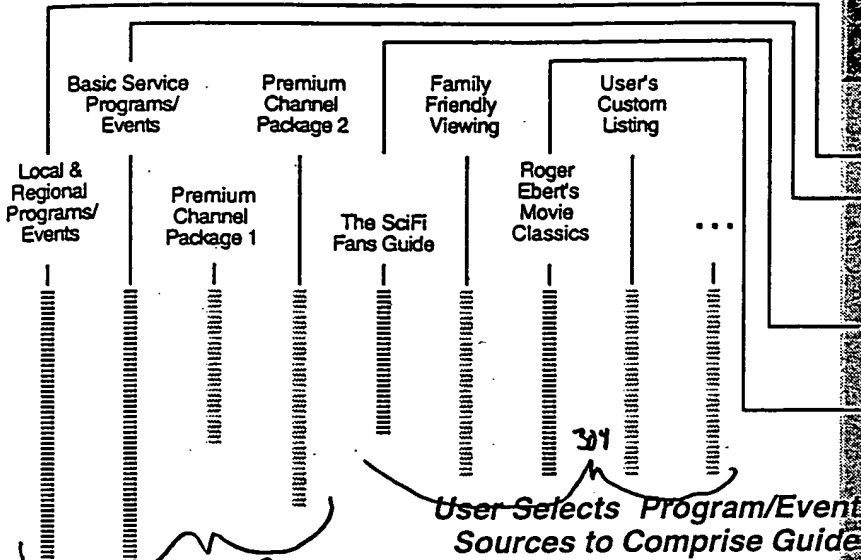 Basic Service
Programs/
Events
Premium
Channel
Package 2
Family
Friendly
Viewing
User's
Custom
Listing
Local &
Regional
Programs/
Events
Premium
Channel
Package 1
The SciFi
Fans Guide
Roger
Ebert's
Movie
Classics
...
304
User Selects Program/Event
Sources to Comprise Guide